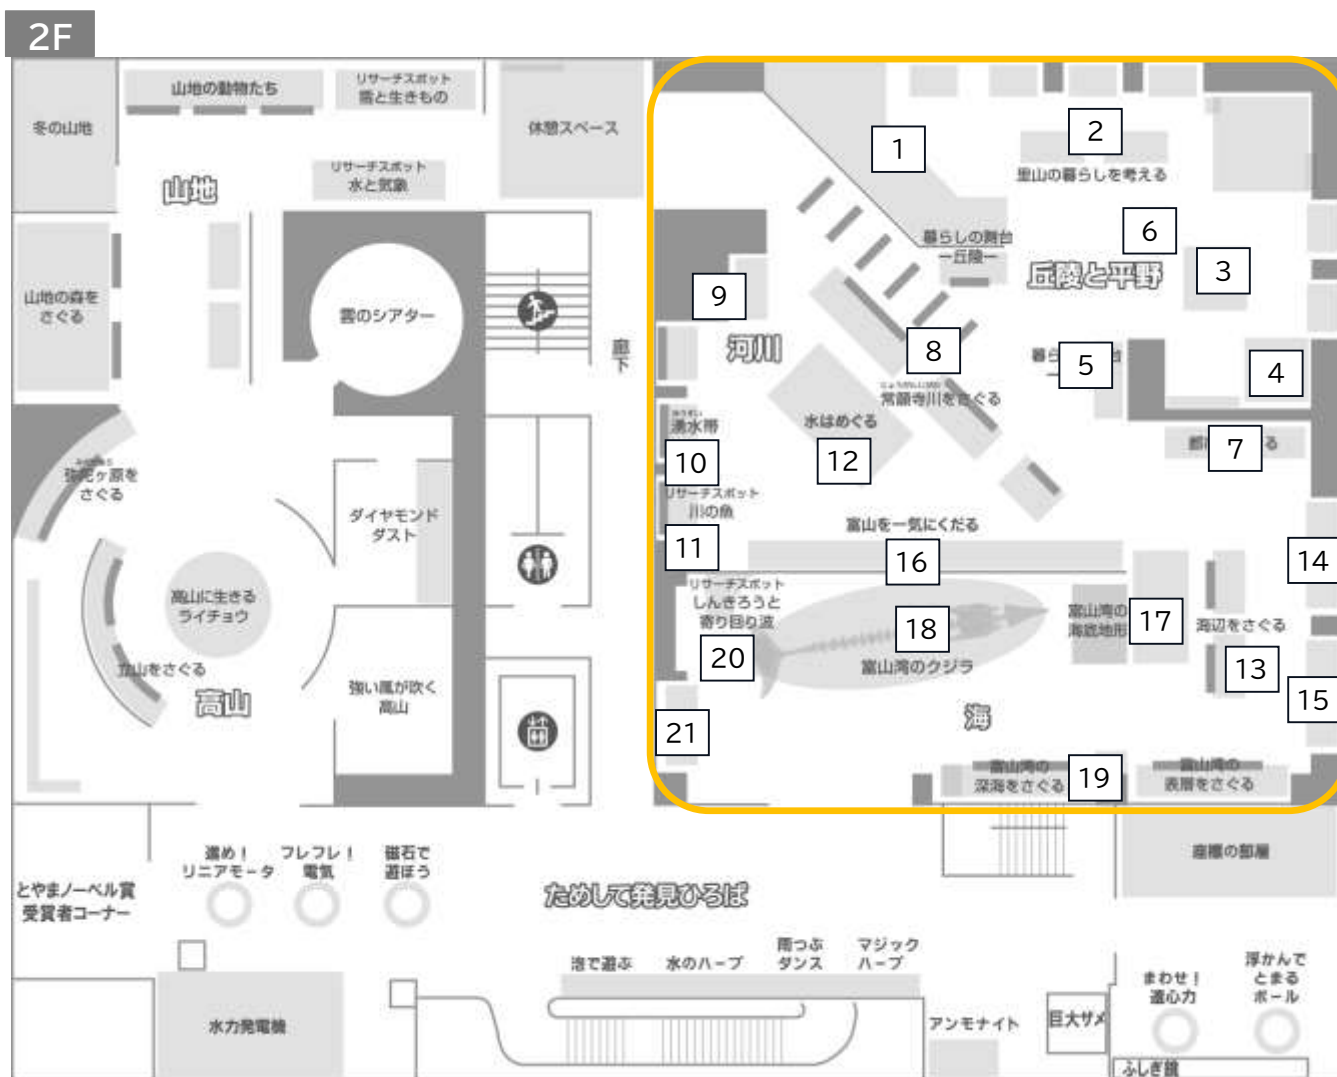 2F
山地の動物たち
リサーチスポット
雪と生きもの
冬の山地
休憩スペース
1
2
里山の暮らしを考える
リサーチスポット
水と気象
山地
暮らしの舞台
ー丘陵ー
6
丘陵と平野
3
9
山地の森を
さぐる
雲のシアター
廊下
河川
8
5
4
常願寺川をさぐる
湧水帯
水はめぐる
10
12
7
弥陀ヶ原を
さぐる
リサーチスポット
川の魚
ダイヤモンド
ダスト
11
富山を一気にくだる
16
14
高山に生きる
ライチョウ
リサーチスポット
しんきろうと
寄り回り波
18
富山湾の
海底地形
17
海辺をさぐる
20
富山湾のクジラ
13
立山をさぐる
高山
強い風が吹く
高山
15
21
海
富山湾の
深海をさぐる
19
富山湾の
表層をさぐる
進め!
リニアモータ
フレフレ!
電気
磁石で
遊ぼう
座標の部屋
とやまノーベル賞
受賞者コーナー
ためして発見ひろば
泡で遊ぶ
水のハープ
雨つぶ
ダンス
マジック
ハープ
まわせ!
遠心力
浮かんで
とまる
ボール
水力発電機
アンモナイト
巨大サメ
ふしぎ鏡